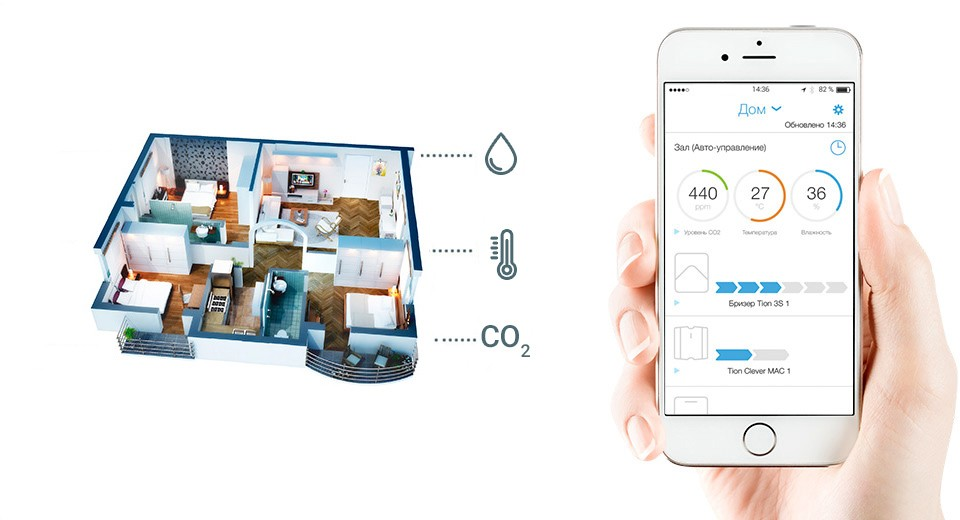 CO2
14:36
82 %
Дом
Обновлено 14:36
Зал (Авто-управление)
440
ppm
27
°C
36
%
Уровень CO2
Температура
Влажность
Бризер Tion 3S 1
Tion Clever MAC 1